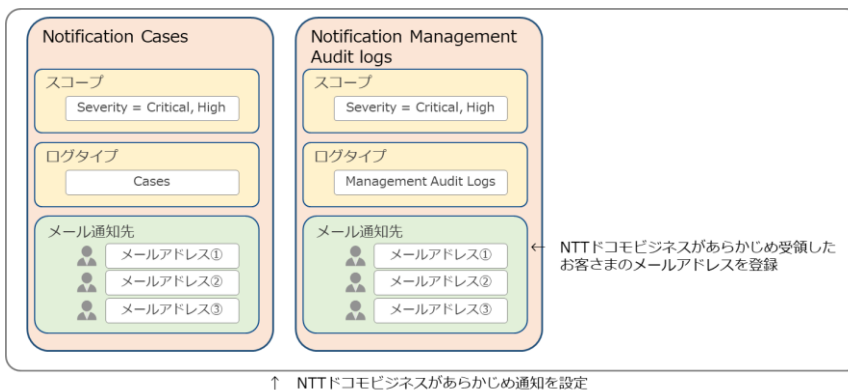 Notification Cases
スコープ
Severity = Critical, High
ログタイプ
Cases
メール通知先
メールアドレス①
メールアドレス②
メールアドレス③
Notification Management
Audit logs
スコープ
Severity = Critical, High
ログタイプ
Management Audit Logs
メール通知先
メールアドレス①
メールアドレス②
メールアドレス③
← NTTドコモビジネスがあらかじめ受領した
お客さまのメールアドレスを登録
↑ NTTドコモビジネスがあらかじめ通知を設定